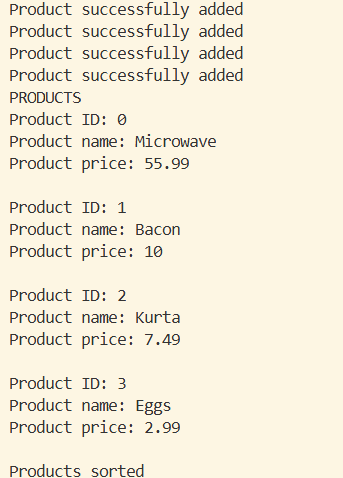 Product successfully added
Product successfully added
Product successfully added
Product successfully added
PRODUCTS
Product ID: 0
Product name: Microwave
Product price: 55.99
Product ID: 1
Product name: Bacon
Product price: 10
Product ID: 2
Product name: Kurta
Product price: 7.49
Product ID: 3
Product name: Eggs
Product price: 2.99
Products sorted